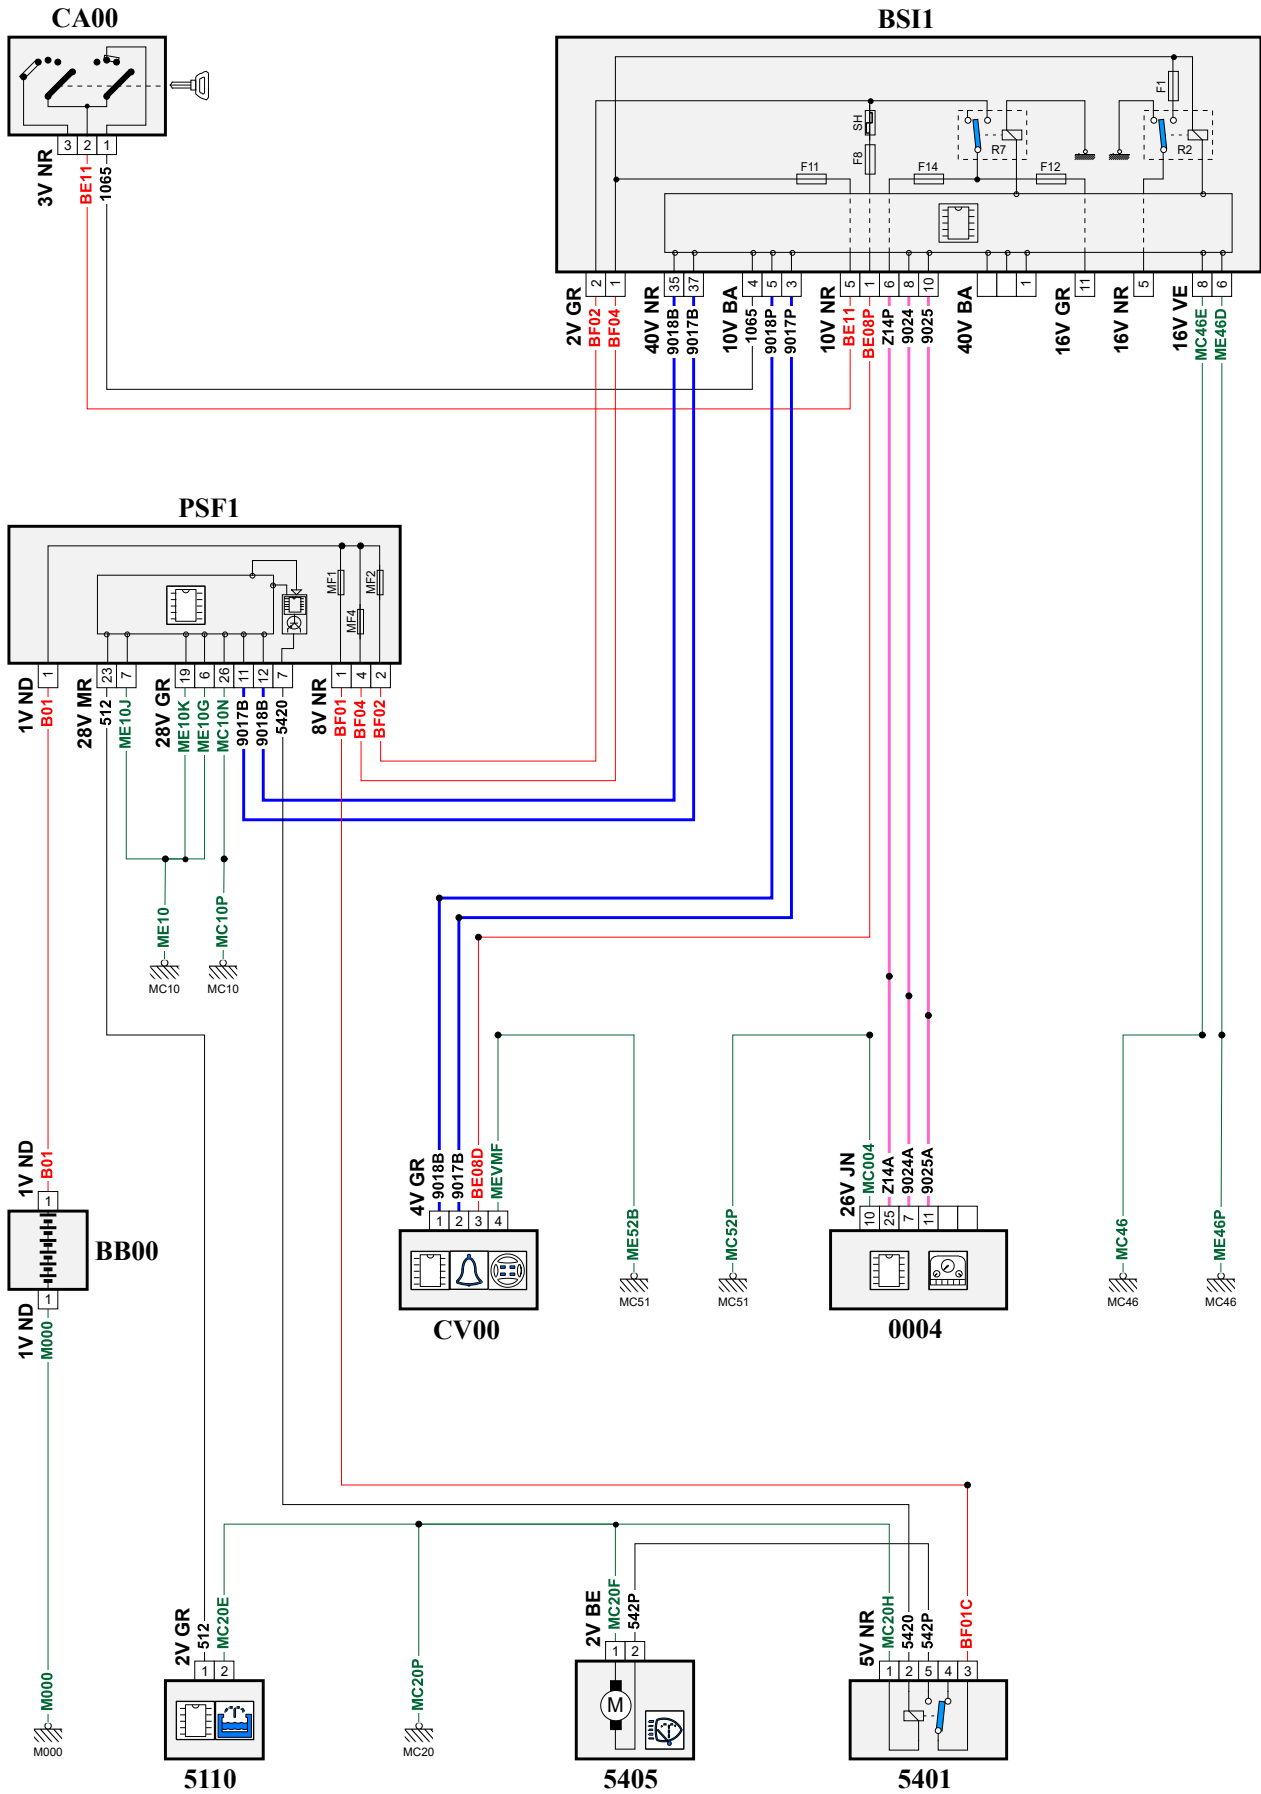 CA00
BSI1
F1
SH
F8
R7
R2
F11
F14
F12
3 2 1
3V NR
BE11
1065
2 1
35 37
4 5 3
5 1 6 8 10
1
11
5
8 6
2V GR
BF02
BF04
40V NR
9018B
9017B
10V BA
1065
9018P
9017P
10V NR
BE11
BE08P
Z14P
9024
9025
40V BA
16V GR
16V NR
16V VE
MC46E
ME46D
PSF1
MF1
MF4
MF2
1
23 7
19 6 26 11 12 7
1 4 2
1V ND
B01
28V MR
512
ME10J
28V GR
ME10K
ME10G
MC10N
9017B
9018B
5420
8V NR
BF01
BF04
BF02
ME10
MC10P
MC10
MC10
1V ND
B01
1
BB00
1
1V ND
M000
4V GR
9018B
9017B
BE08D
MEVMF
1 2 3 4
CV00
ME52B
MC51
MC52P
MC51
26V JN
MC004
Z14A
9024A
9025A
10 25 7 11
0004
MC46
MC46
ME46P
MC46
M000
M000
2V GR
512
MC20E
1 2
5110
MC20P
MC20
2V BE
MC20F
542P
1 2
M
5405
5V NR
MC20H
5420
542P
BF01C
1 2 5 4 3
5401